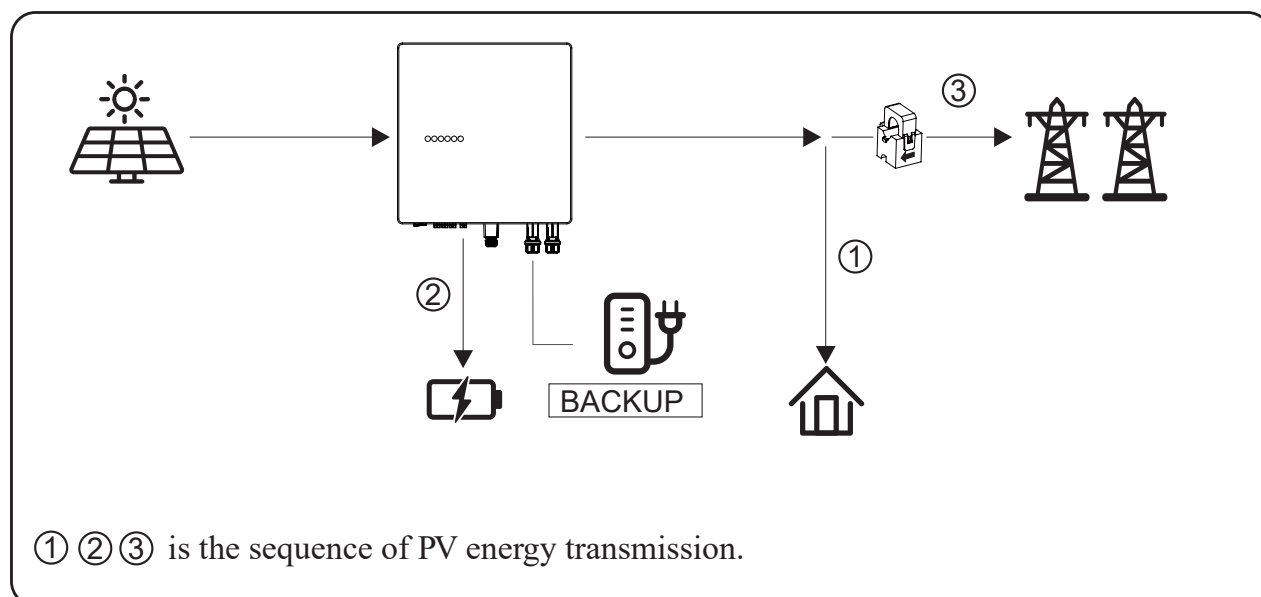 ③
①
②
BACKUP
① ② ③ is the sequence of PV energy transmission.